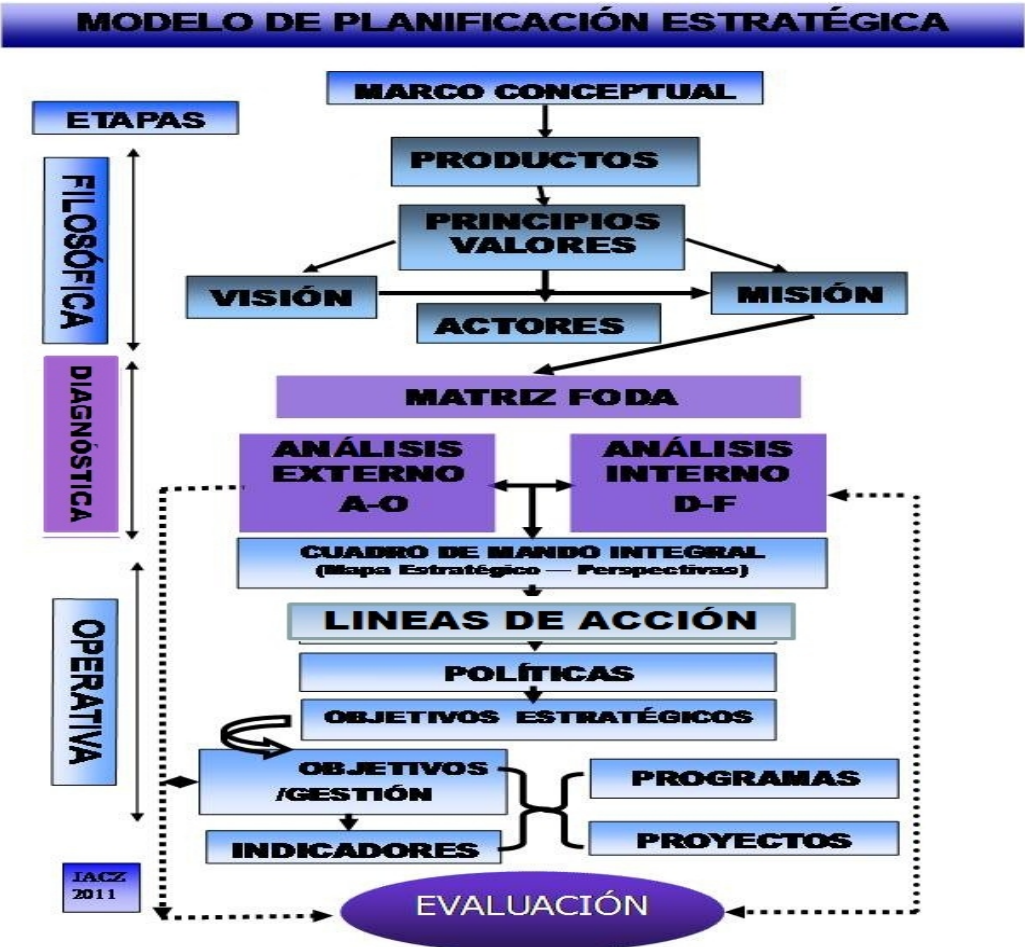 MODELO DE PLANIFICACIÓN ESTRATÉGICA
MARCO CONCEPTUAL
ETAPAS
PRODUCTOS
FILOSÓFICA
PRINCIPIOS
VALORES
VISIÓN
MISIÓN
ACTORES
DIAGNÓSTICA
MATRIZ FODA
ANÁLISIS
EXTERNO
A-O
ANÁLISIS
INTERNO
D-F
CUADRO DE MANDO INTEGRAL
(Mapa Estratégico — Perspectivas)
OPERATIVA
LINEAS DE ACCIÓN
POLÍTICAS
OBJETIVOS ESTRATÉGICOS
OBJETIVOS
/GESTIÓN
PROGRAMAS
INDICADORES
PROYECTOS
IACZ
2011
EVALUACIÓN